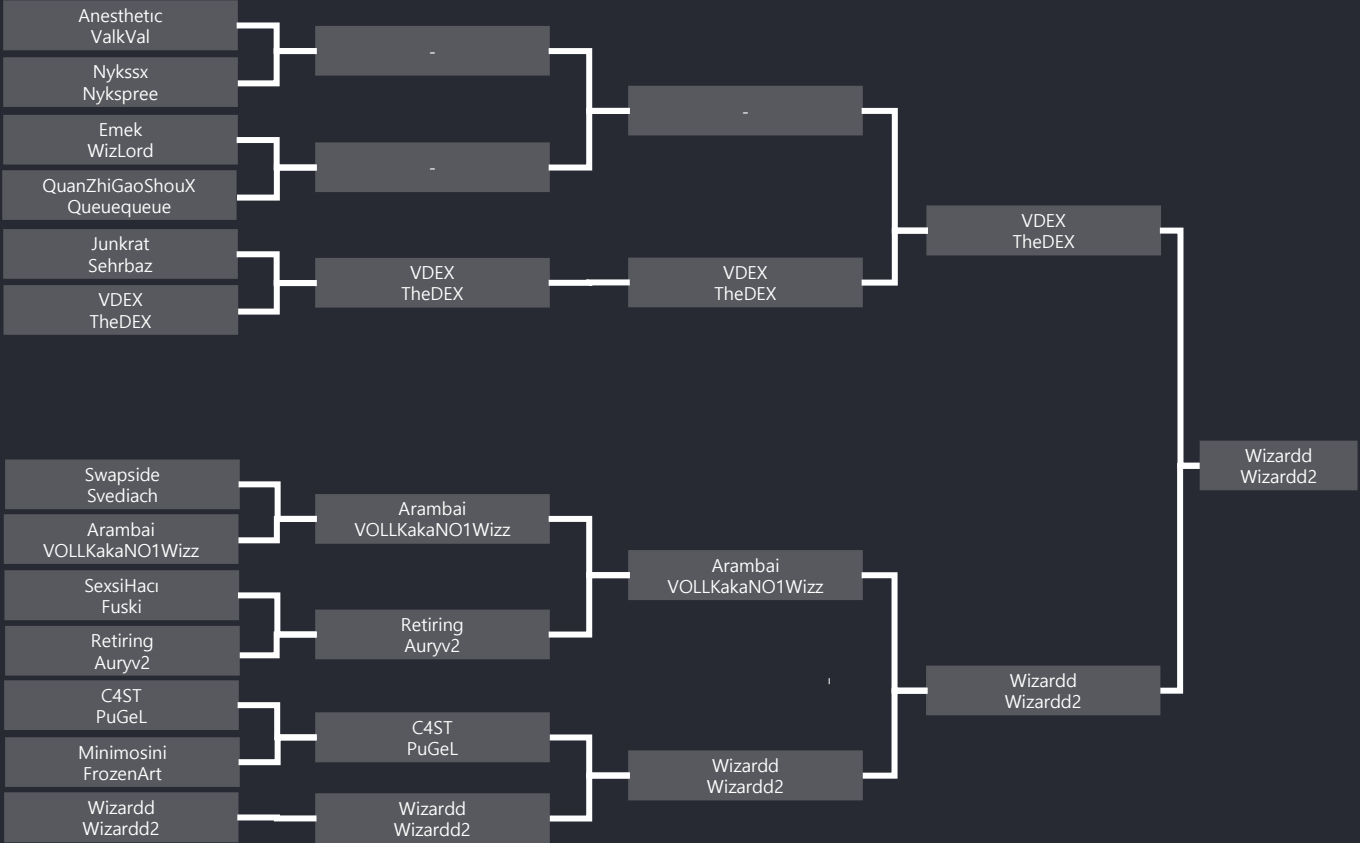 Anesthetıc
ValkVal
Nykssx
Nykspree
Emek
WizLord
QuanZhiGaoShouX
Queuequeue
Junkrat
Sehrbaz
VDEX
TheDEX
-
-
VDEX
TheDEX
-
VDEX
TheDEX
VDEX
TheDEX
Swapside
Svediach
Arambai
VOLLKakaNO1Wizz
SexsiHacı
Fuski
Retiring
Auryv2
C4ST
PuGeL
Minimosini
FrozenArt
Wizardd
Wizardd2
Arambai
VOLLKakaNO1Wizz
Retiring
Auryv2
C4ST
PuGeL
Wizardd
Wizardd2
Arambai
VOLLKakaNO1Wizz
Wizardd
Wizardd2
Wizardd
Wizardd2
Wizardd
Wizardd2